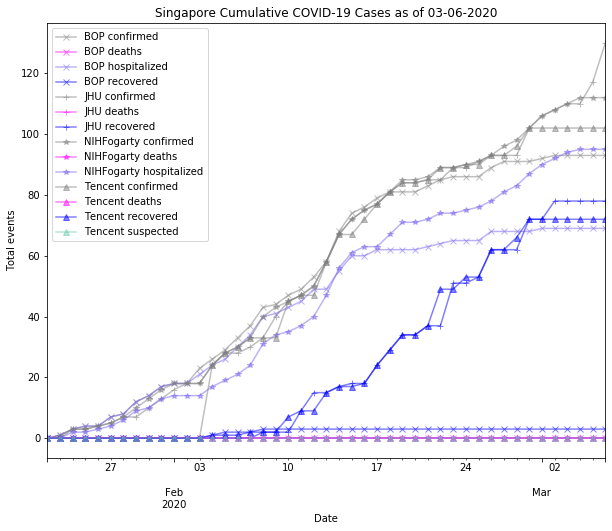 Singapore Cumulative COVID-19 Cases as of 03-06-2020
BOP confirmed
BOP deaths
BOP hospitalized
BOP recovered
JHU confirmed
JHU deaths
JHU recovered
NIHFogarty confirmed
NIHFogarty deaths
NIHFogarty hospitalized
Tencent confirmed
Tencent deaths
Tencent recovered
Tencent suspected
Total events
120
100
80
60
40
20
0
27 03 10 17 24 02
Feb Mar
2020
Date